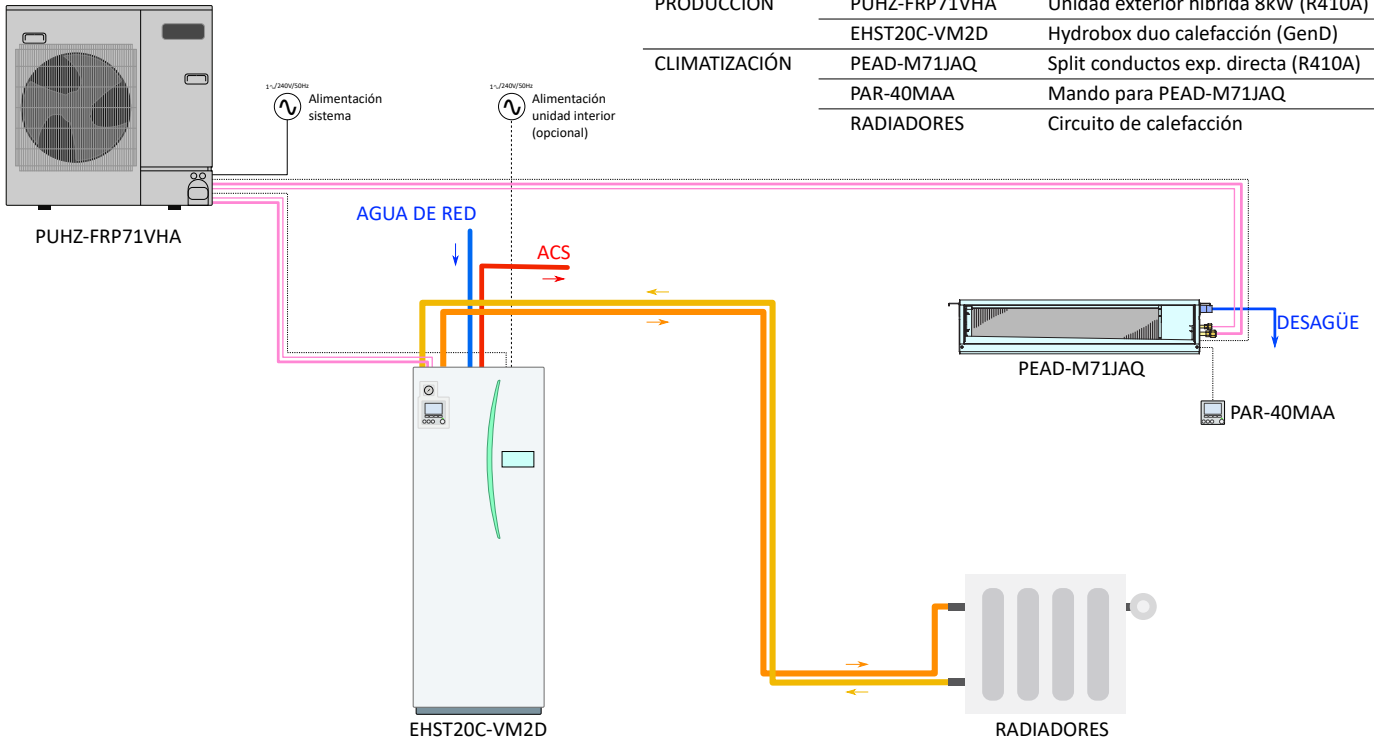 PRODUCCIÓN PUHZ-FRP71VHA Unidad exterior híbrida 8kW (R410A)
EHST20C-VM2D Hydrobox duo calefacción (GenD)
CLIMATIZACIÓN PEAD-M71JAQ Split conductos exp. directa (R410A)
PAR-40MAA Mando para PEAD-M71JAQ
RADIADORES Circuito de calefacción
1~/240V/50Hz
Alimentación
sistema
1~/240V/50Hz
Alimentación
unidad interior
(opcional)
PUHZ-FRP71VHA
AGUA DE RED
ACS
DESAGÜE
PEAD-M71JAQ
PAR-40MAA
EHST20C-VM2D
RADIADORES